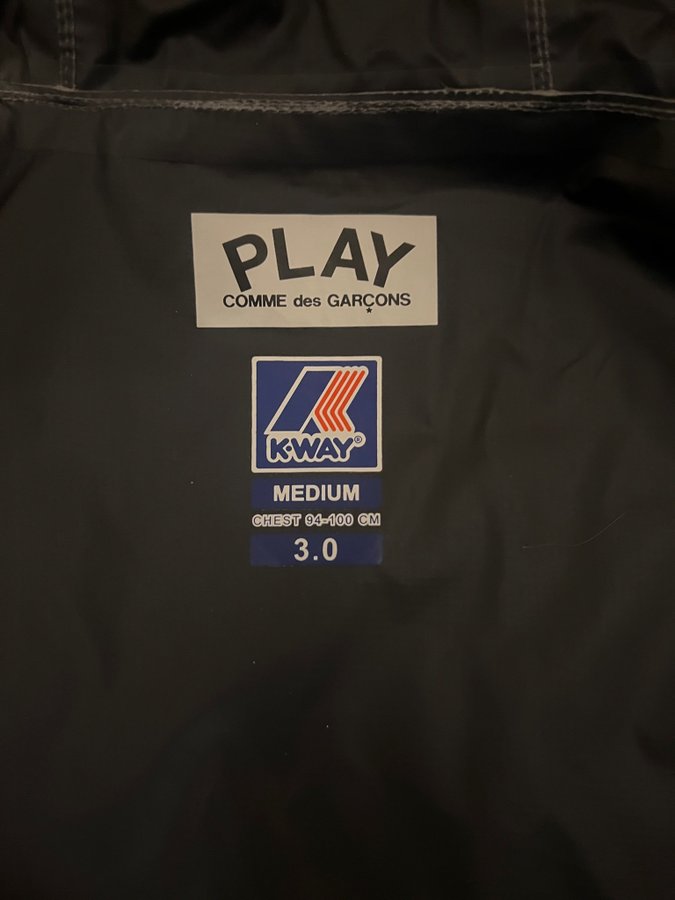 PLAY
COMME des GARÇONS
K·WAY®
MEDIUM
CHEST 94-100 CM
3.0